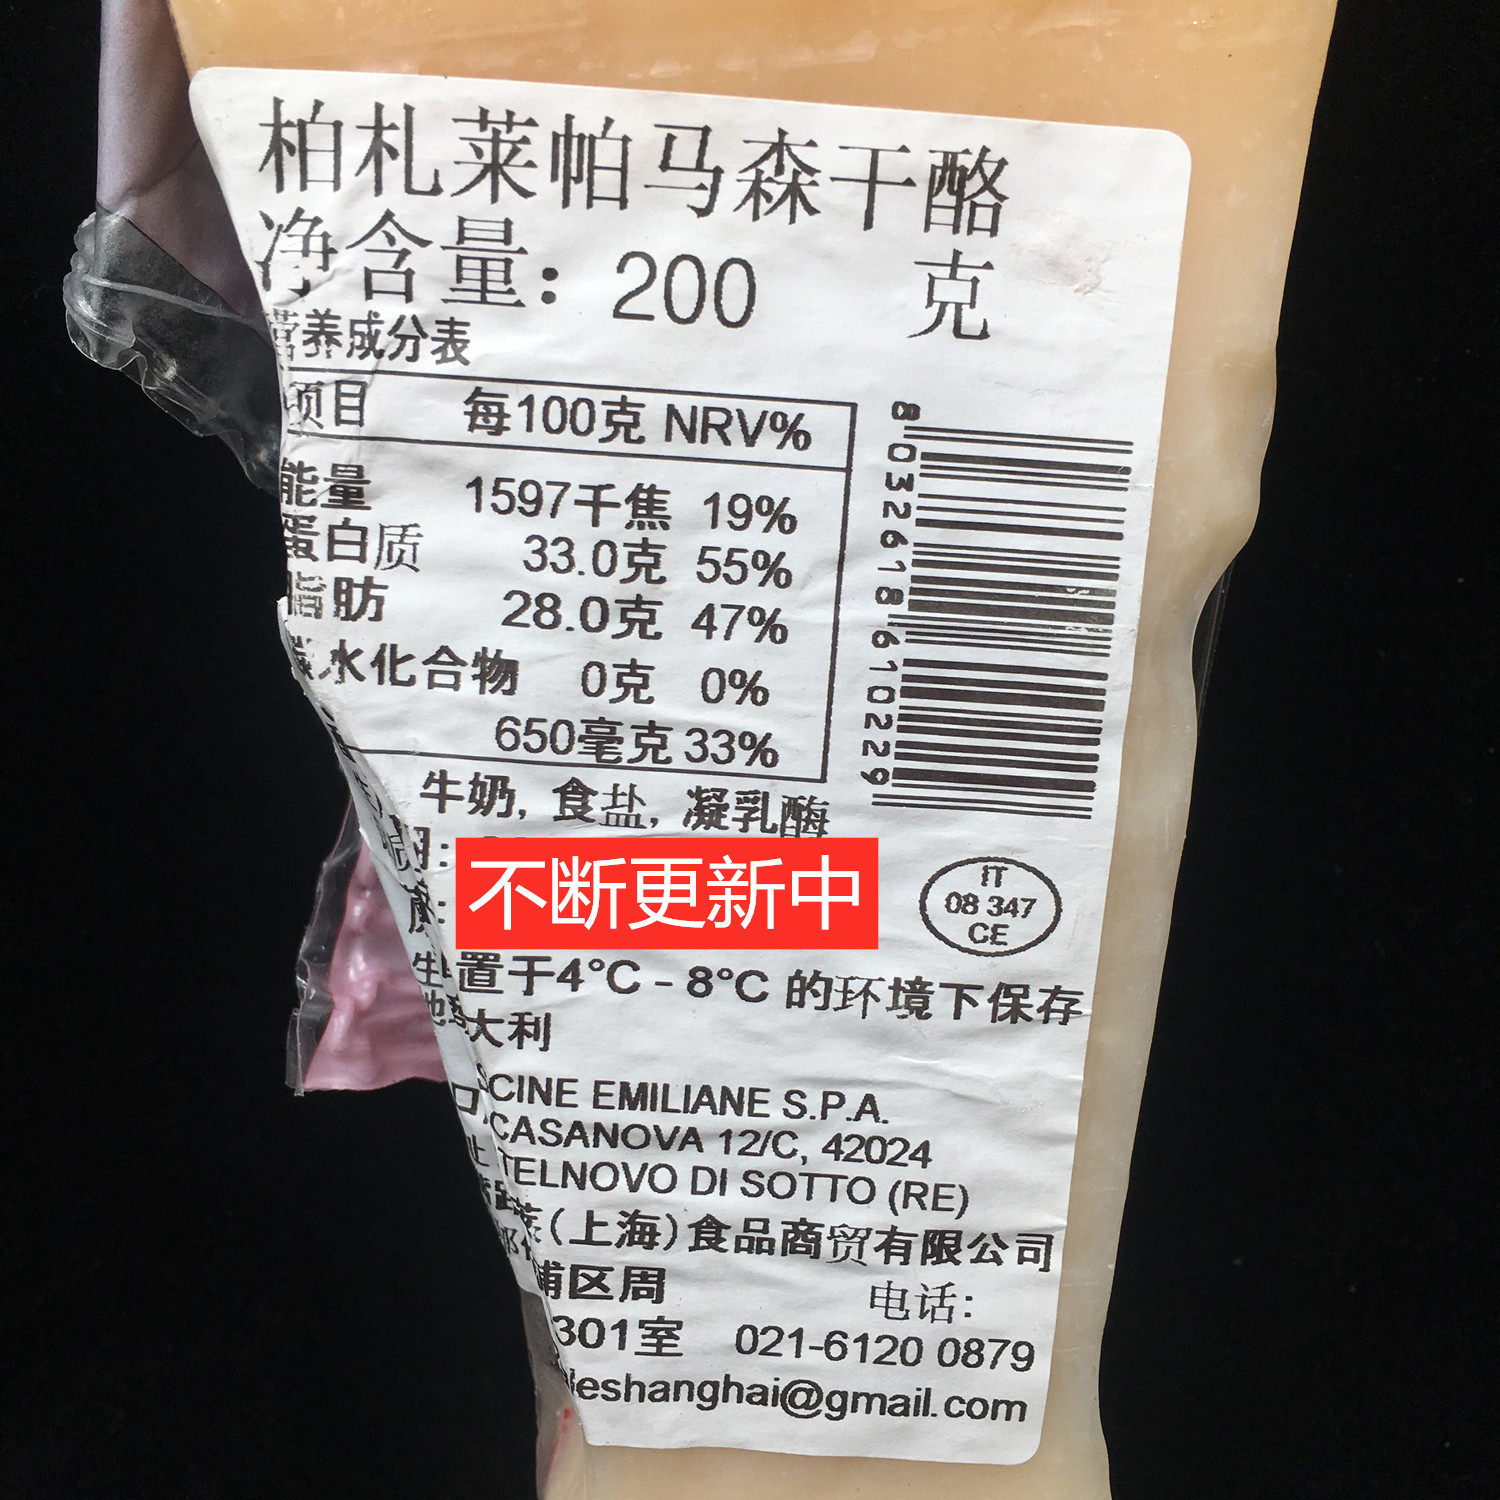 柏札莱帕马森干酪
净含量: 200 克
营养成分表
项目 每100克 NRV%
能量 1597千焦 19%
蛋白质 33.0克 55%
脂肪 28.0克 47%
碳水化合物 0克 0%
650毫克 33%
牛奶, 食盐, 凝乳酶
期:
不断更新中
置于4°C - 8°C 的环境下保存
大利
CINE EMILIANE S.P.A.
CASANOVA 12/C, 42024
TELNOVO DI SOTTO (RE)
莱(上海)食品商贸有限公司
埔区周 电话:
301室 021-6120 0879
leshanghai@gmail.com
8032618610229
IT
08 347
CE